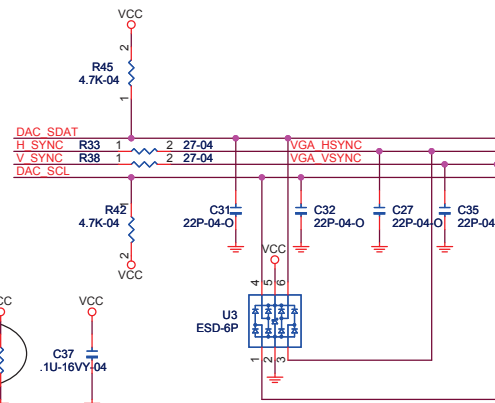 VCC
2
R45
4.7K-04
1
DAC_SDAT
H_SYNC R33 1 2 27-04 VGA_HSYNC
V_SYNC R38 1 2 27-04 VGA_VSYNC
DAC_SCL
1
R42 C31 C32 C27 C35
4.7K-04 22P-04-O 22P-04-O 22P-04-O 22P-04
2
VCC VCC
4 5 6
CC VCC
U3
ESD-6P
C37 1 2 3
.1U-16VY-04